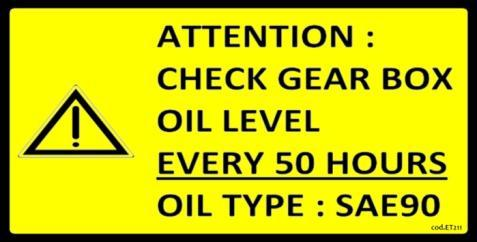 ATTENTION :
CHECK GEAR BOX
OIL LEVEL
EVERY 50 HOURS
OIL TYPE : SAE90
cod.ET211